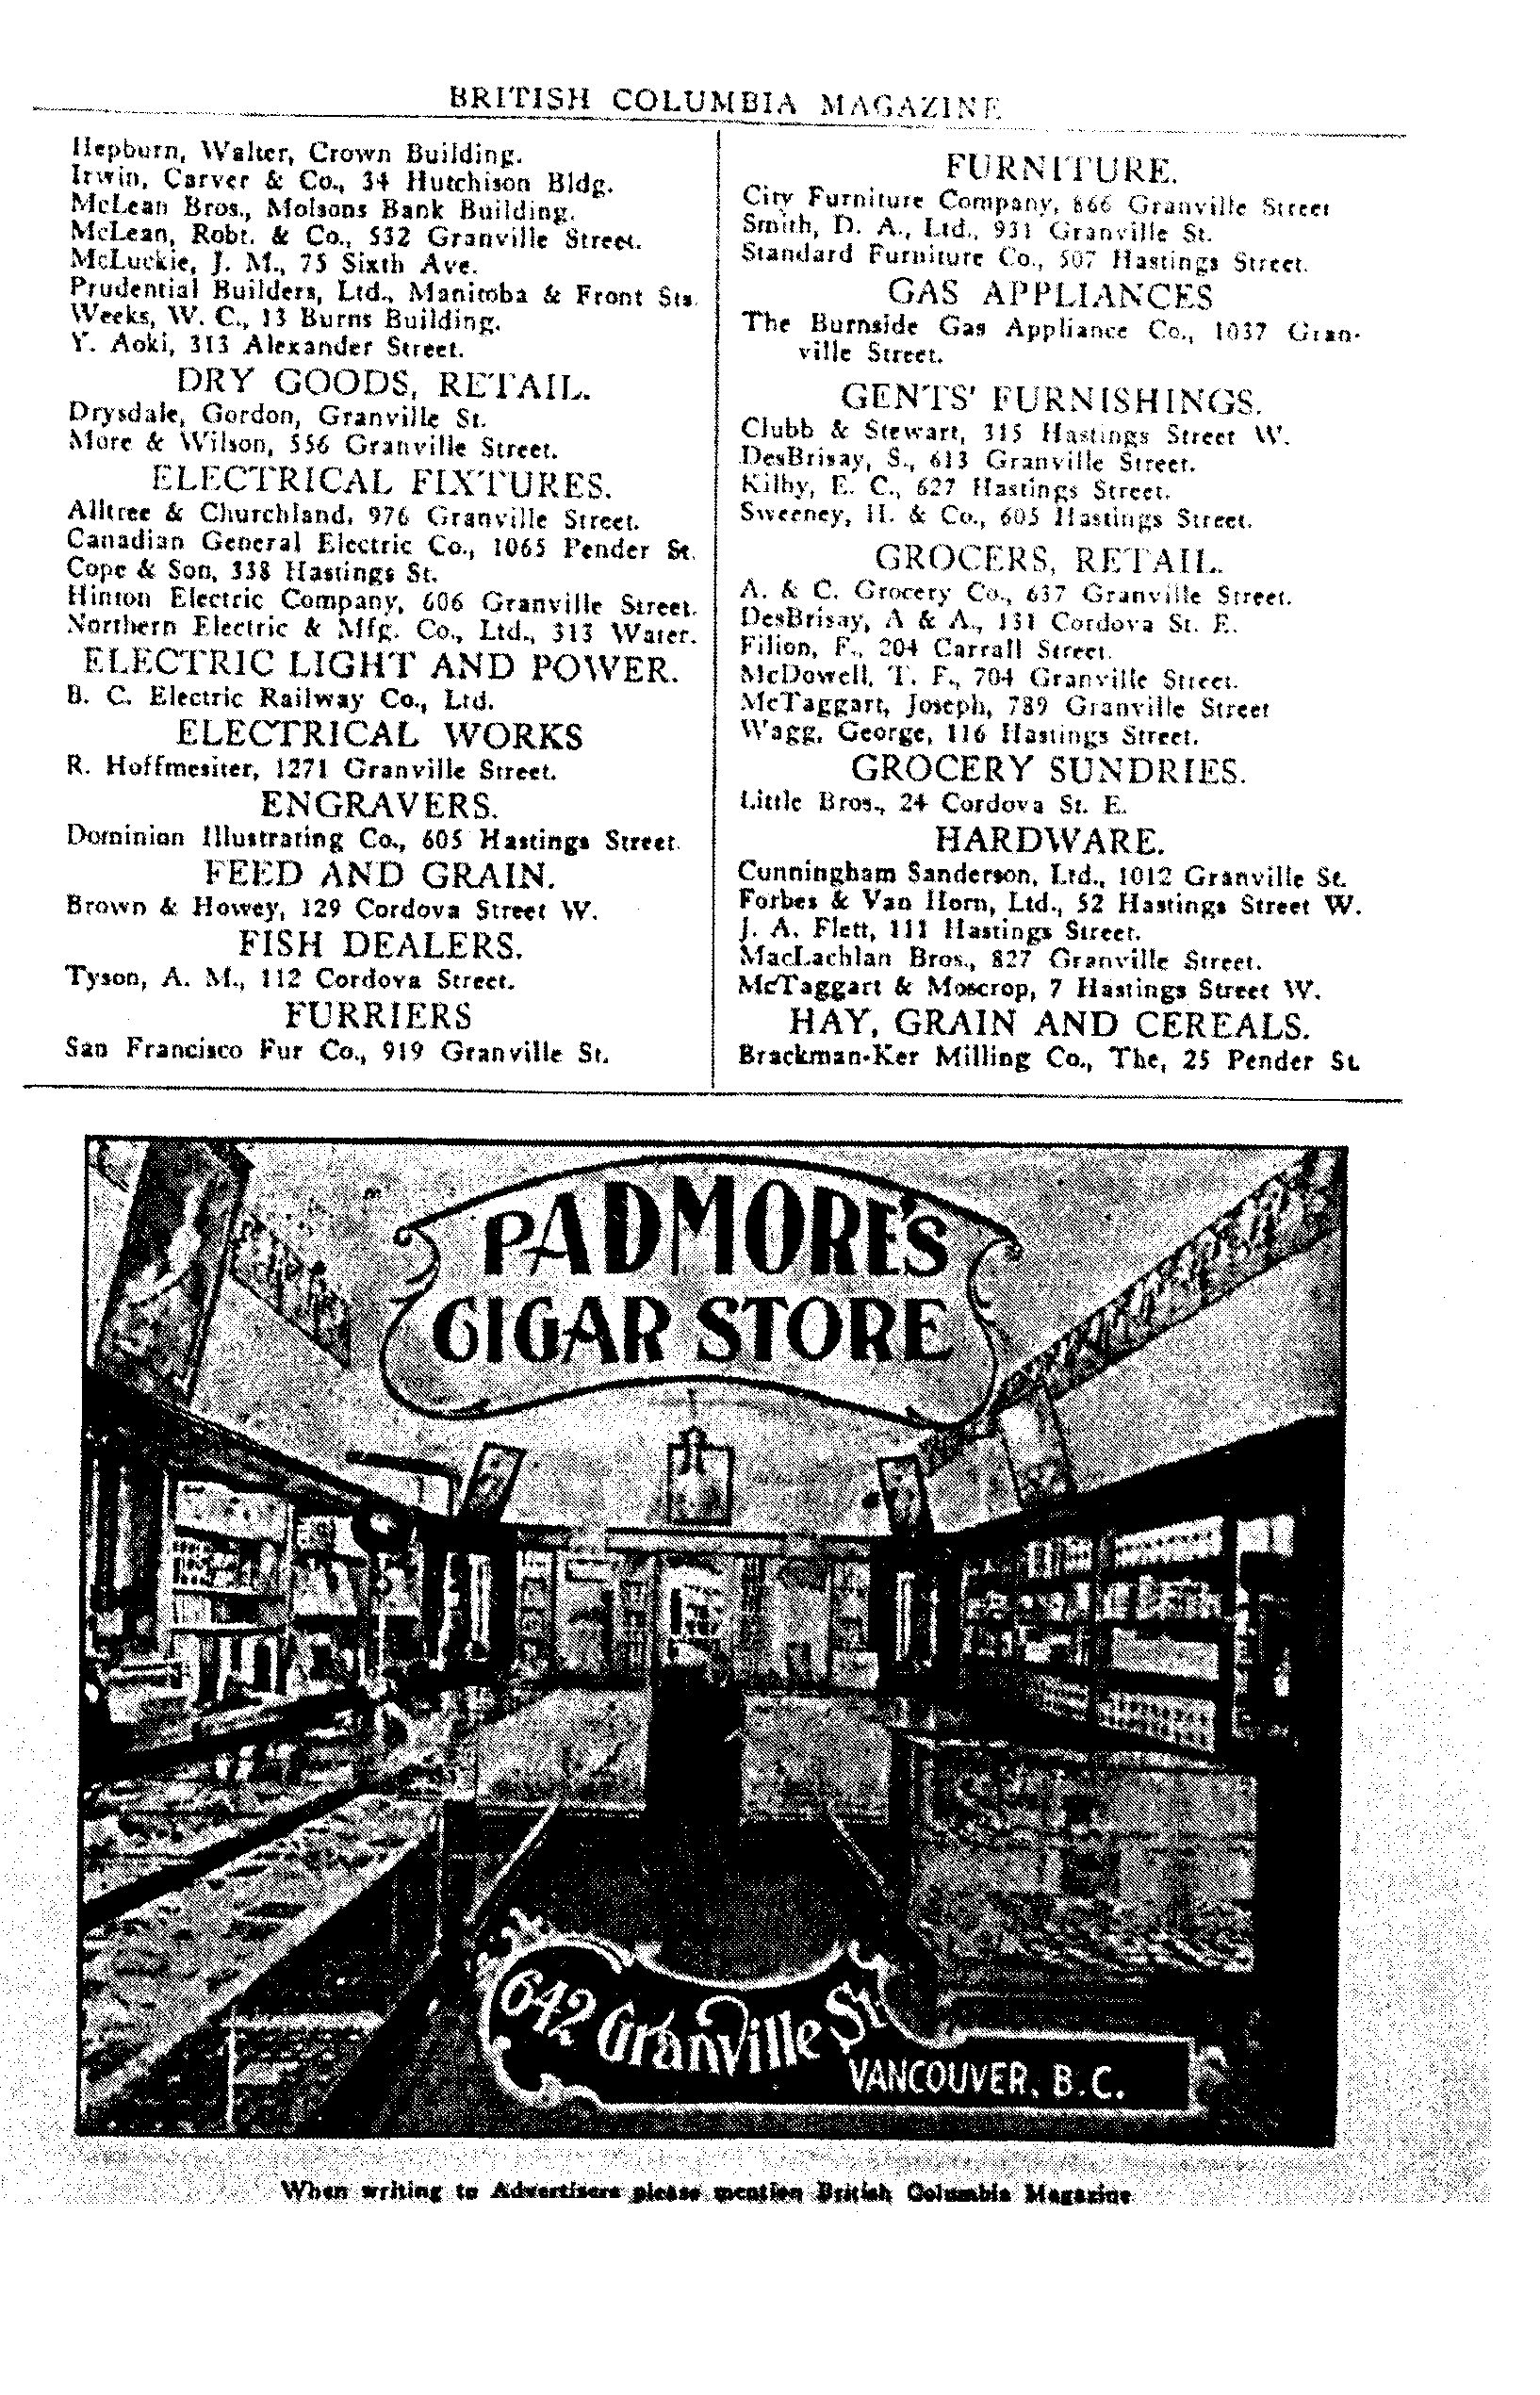 BRITISH COLUMBIA MAGAZINE
Hepburn, Walter, Crown Building.
Irwin, Carver & Co., 34 Hutchison Bldg.
McLean Bros., Molsons Bank Building.
McLean, Robt. & Co., 532 Granville Street.
McLuckie, J. M., 75 Sixth Ave.
Prudential Builders, Ltd., Manitoba & Front Sts.
Weeks, W. C., 13 Burns Building.
Y. Aoki, 313 Alexander Street.
DRY GOODS, RETAIL.
Drysdale, Gordon, Granville St.
More & Wilson, 556 Granville Street.
ELECTRICAL FIXTURES.
Alltree & Churchland, 976 Granville Street.
Canadian General Electric Co., 1065 Pender St.
Cope & Son, 338 Hastings St.
Hinton Electric Company, 606 Granville Street.
Northern Electric & Mfg. Co., Ltd., 313 Water.
ELECTRIC LIGHT AND POWER.
B. C. Electric Railway Co., Ltd.
ELECTRICAL WORKS
R. Hoffmesiter, 1271 Granville Street.
ENGRAVERS.
Dominion Illustrating Co., 605 Hastings Street.
FEED AND GRAIN.
Brown & Howey, 129 Cordova Street W.
FISH DEALERS.
Tyson, A. M., 112 Cordova Street.
FURRIERS
San Francisco Fur Co., 919 Granville St.
FURNITURE.
City Furniture Company, 866 Granville Street
Smith, D. A., Ltd., 931 Granville St.
Standard Furniture Co., 507 Hastings Street.
GAS APPLIANCES
The Burnside Gas Appliance Co., 1037 Gran-
ville Street.
GENTS' FURNISHINGS.
Clubb & Stewart, 315 Hastings Street W.
DesBrisay, S., 613 Granville Street.
Kilby, E. C., 627 Hastings Street.
Sweeney, H. & Co., 605 Hastings Street.
GROCERS, RETAIL.
A. & C. Grocery Co., 637 Granville Street.
DesBrisay, A & A., 131 Cordova St. E.
Filion, F., 204 Carrall Street.
McDowell, T. F., 704 Granville Street.
McTaggart, Joseph, 789 Granville Street
Wagg, George, 116 Hastings Street.
GROCERY SUNDRIES.
Little Bros., 24 Cordova St. E.
HARDWARE.
Cunningham Sanderson, Ltd., 1012 Granville St.
Forbes & Van Horn, Ltd., 52 Hastings Street W.
J. A. Flett, 111 Hastings Street.
MacLachlan Bros., 827 Granville Street.
McTaggart & Moscrop, 7 Hastings Street W.
HAY, GRAIN AND CEREALS.
Brackman-Ker Milling Co., The, 25 Pender St.
PADMORE'S
CIGAR STORE
642 Granville St.
VANCOUVER, B.C.
When writing to Advertisers please mention British Columbia Magazine